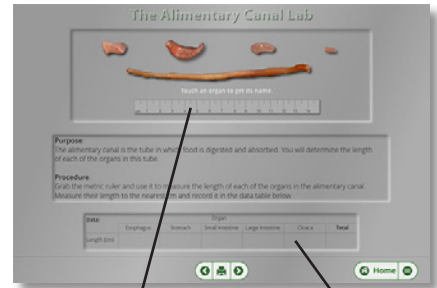 The Alimentary Canal Lab
Touch an organ to get its name.
Purpose
The alimentary canal is the tube in which food is digested and absorbed. You will determine the length
of each of the organs in this tube.
Procedure
Grab the metric ruler and use it to measure the length of each of the organs in the alimentary canal.
Measure their length to the nearest cm and record it in the data table below.
Data: Organ
Esophagus Stomach Small Intestine Large Intestine Cloaca Total
Length (cm)
Home